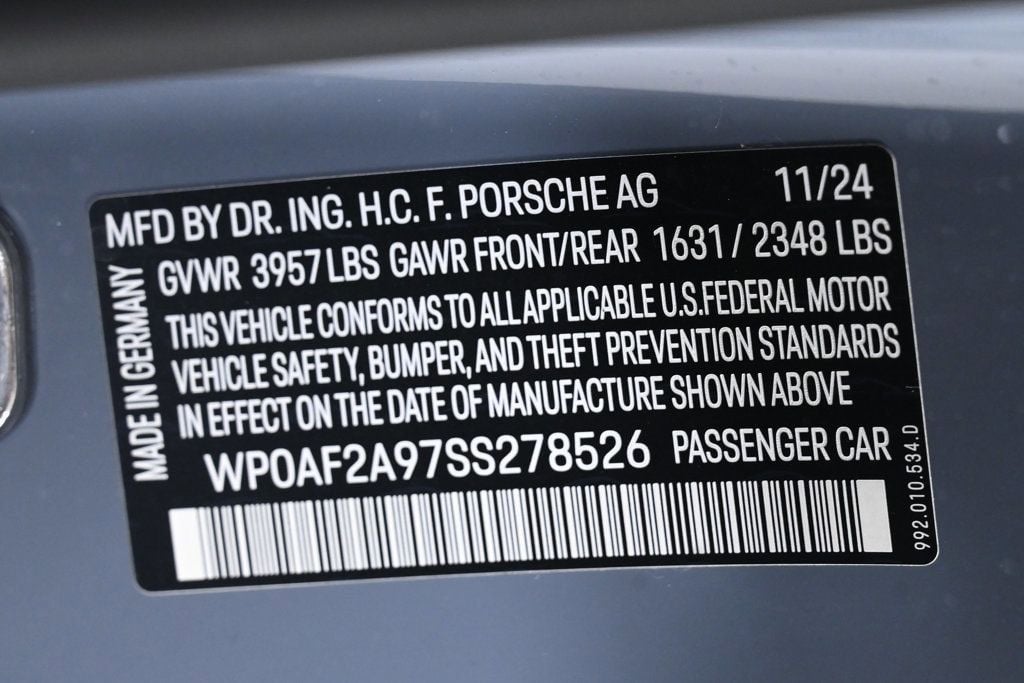 MFD BY DR. ING. H.C. F. PORSCHE AG 11/24
GVWR 3957 LBS GAWR FRONT/REAR 1631 / 2348 LBS
THIS VEHICLE CONFORMS TO ALL APPLICABLE U.S.FEDERAL MOTOR
VEHICLE SAFETY, BUMPER, AND THEFT PREVENTION STANDARDS
IN EFFECT ON THE DATE OF MANUFACTURE SHOWN ABOVE
WP0AF2A97SS278526 PASSENGER CAR
MADE IN GERMANY
992.010.534.D